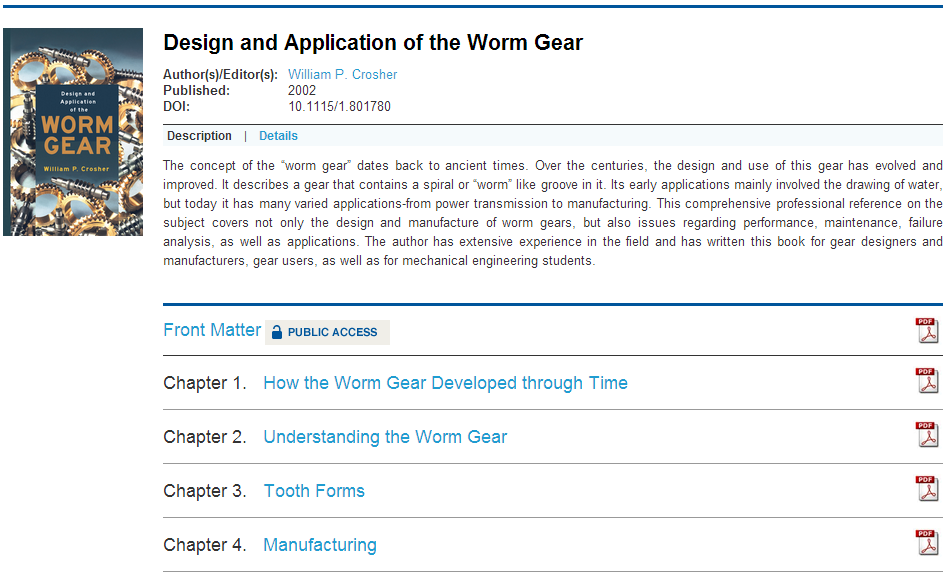 Design and
Application
of the
WORM
GEAR
William P. Crosher
Design and Application of the Worm Gear
Author(s)/Editor(s): William P. Crosher
Published: 2002
DOI: 10.1115/1.801780
Description | Details
The concept of the “worm gear” dates back to ancient times. Over the centuries, the design and use of this gear has evolved and
improved. It describes a gear that contains a spiral or “worm” like groove in it. Its early applications mainly involved the drawing of water,
but today it has many varied applications-from power transmission to manufacturing. This comprehensive professional reference on the
subject covers not only the design and manufacture of worm gears, but also issues regarding performance, maintenance, failure
analysis, as well as applications. The author has extensive experience in the field and has written this book for gear designers and
manufacturers, gear users, as well as for mechanical engineering students.
Front Matter PUBLIC ACCESS PDF
Chapter 1. How the Worm Gear Developed through Time PDF
Chapter 2. Understanding the Worm Gear PDF
Chapter 3. Tooth Forms PDF
Chapter 4. Manufacturing PDF